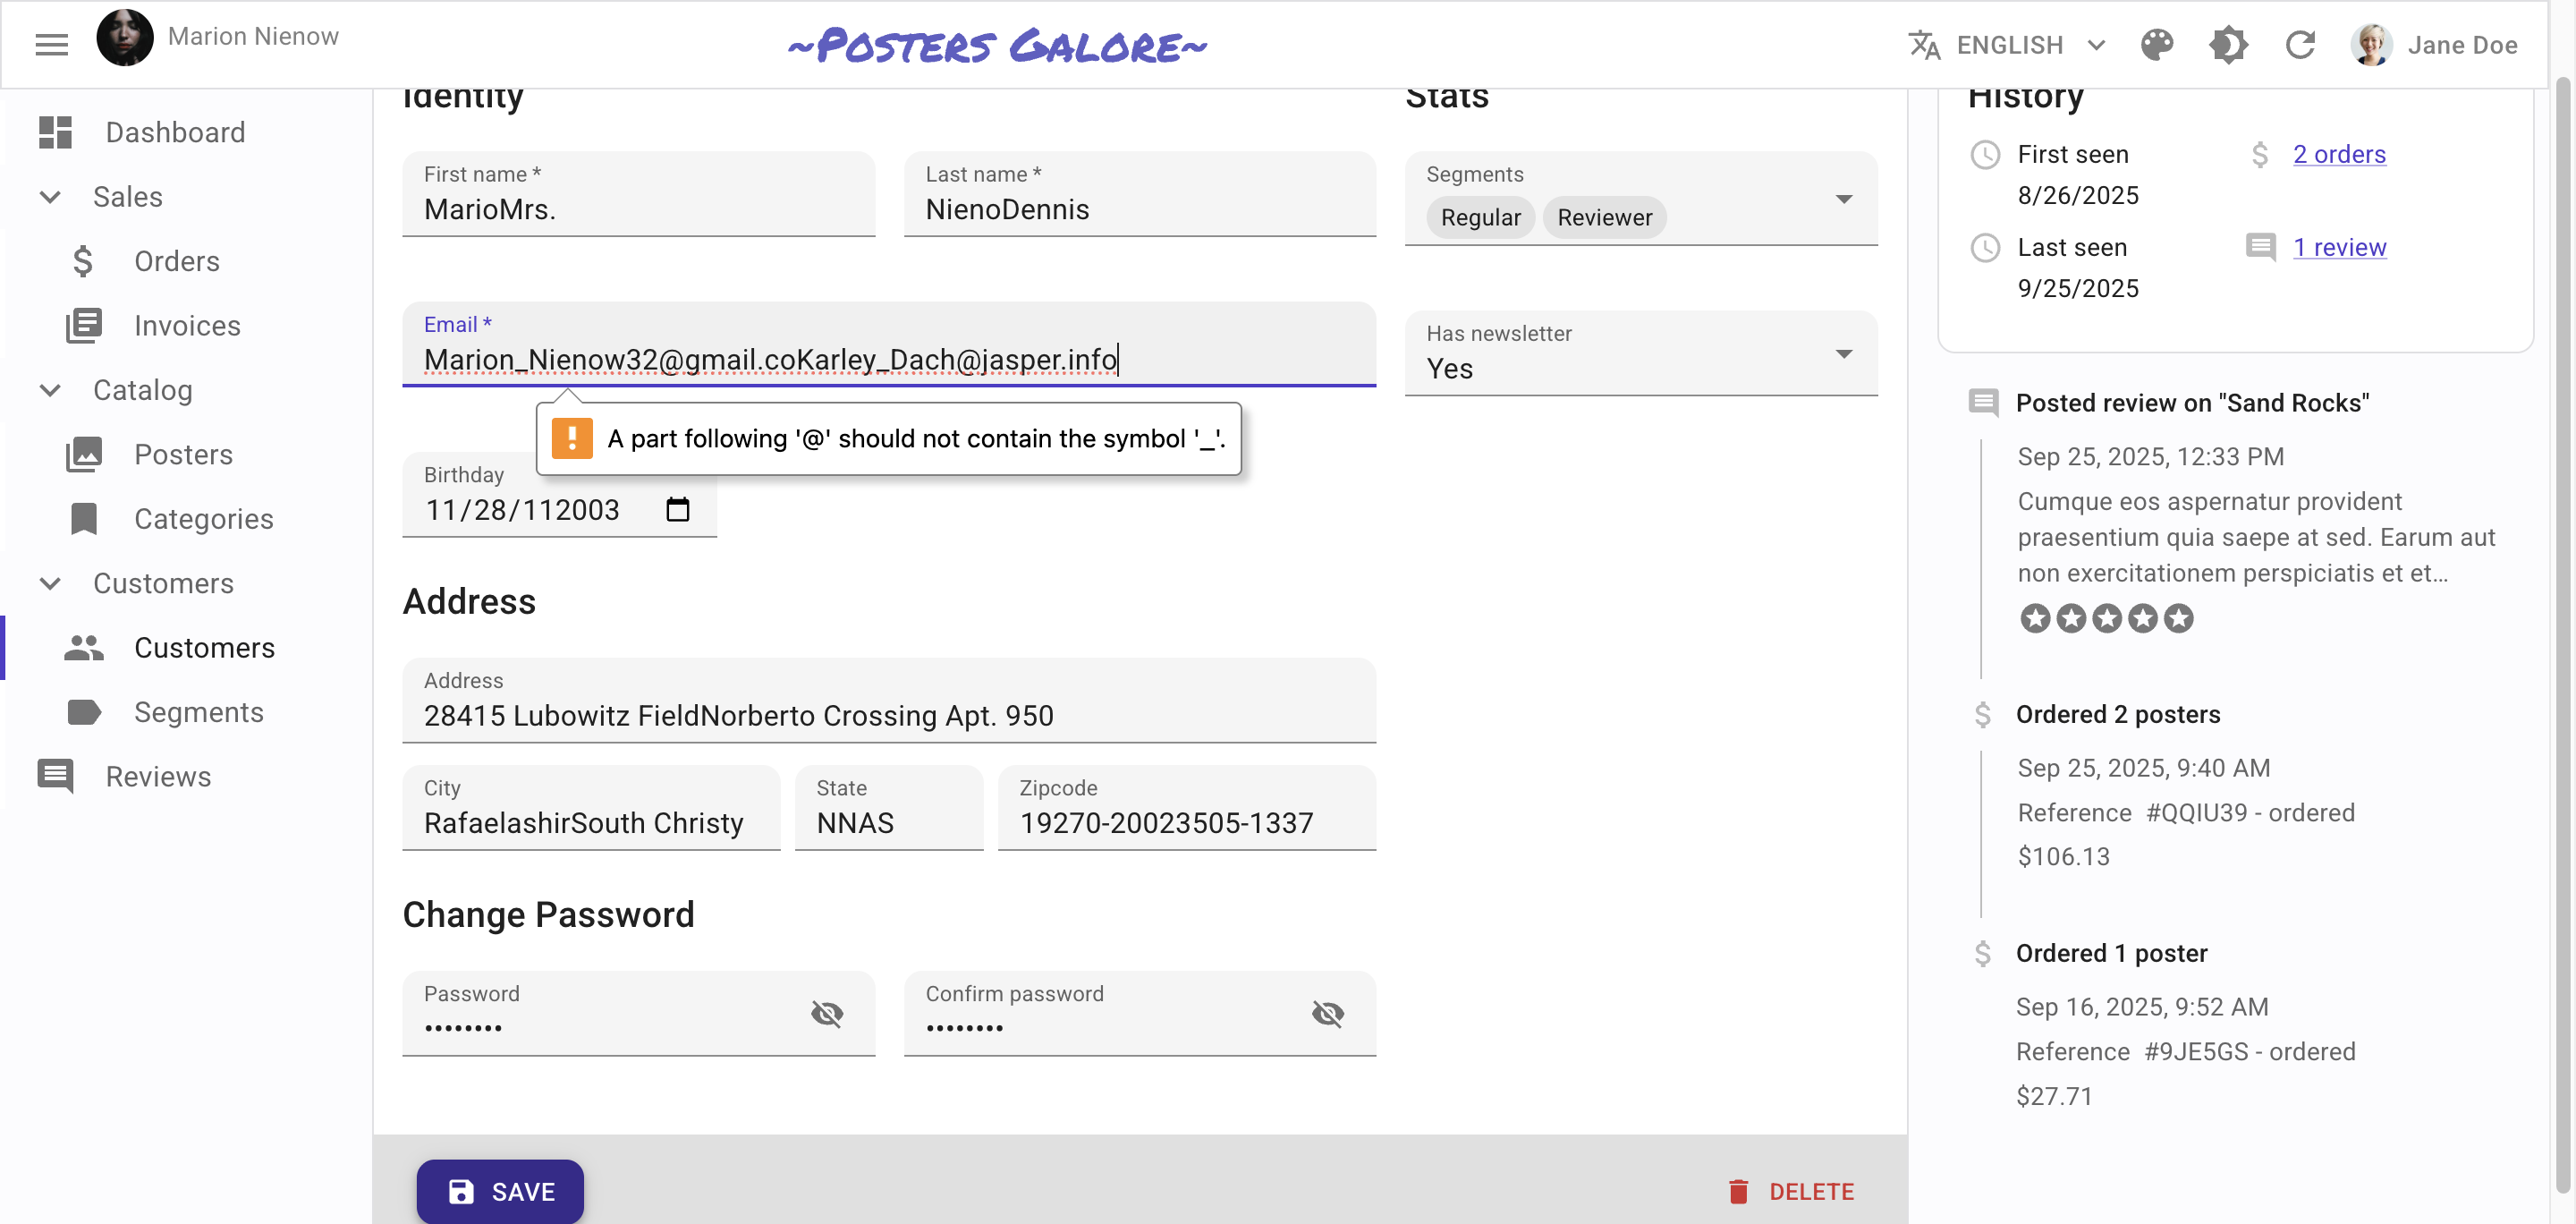 Marion Nienow
~Posters Galore~
ENGLISH
Jane Doe
Dashboard
Sales
Orders
Invoices
Catalog
Posters
Categories
Customers
Customers
Segments
Reviews
Identity
First name *
MarioMrs.
Last name *
NienoDennis
Email *
Marion_Nienow32@gmail.coKarley_Dach@jasper.info
A part following '@' should not contain the symbol '_'.
Birthday
11/28/112003
Address
Address
28415 Lubowitz FieldNorberto Crossing Apt. 950
City
RafaelashirSouth Christy
State
NNAS
Zipcode
19270-20023505-1337
Change Password
Password
••••••••
Confirm password
••••••••
SAVE
DELETE
Stats
Segments
Regular Reviewer
Has newsletter
Yes
History
First seen
8/26/2025
2 orders
Last seen
9/25/2025
1 review
Posted review on "Sand Rocks"
Sep 25, 2025, 12:33 PM
Cumque eos aspernatur provident
praesentium quia saepe at sed. Earum aut
non exercitationem perspiciatis et et...
Ordered 2 posters
Sep 25, 2025, 9:40 AM
Reference #QQIU39 - ordered
$106.13
Ordered 1 poster
Sep 16, 2025, 9:52 AM
Reference #9JE5GS - ordered
$27.71